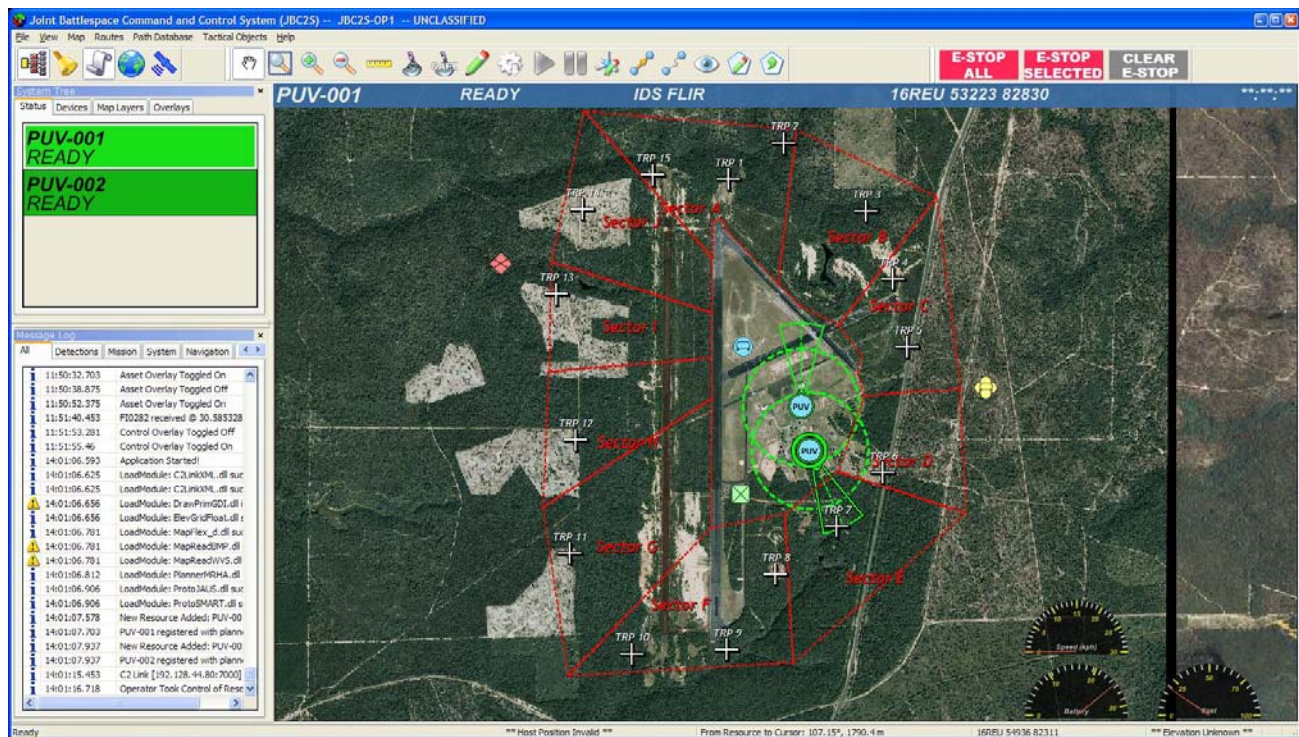 Joint Battlespace Command and Control System (JBC2S) -- JBC2S-OP1 -- UNCLASSIFIED
File View Map Routes Path Database Tactical Objects Help
E-STOP ALL
E-STOP SELECTED
CLEAR E-STOP
System Tree
Status Devices Map Layers Overlays
PUV-001
READY
PUV-002
READY
Message Log
All Detections Mission System Navigation
11:50:32.703 Asset Overlay Toggled On
11:50:38.875 Asset Overlay Toggled Off
11:50:52.375 Asset Overlay Toggled On
11:51:40.453 FI0282 received @ 30.585328
11:51:53.281 Control Overlay Toggled Off
11:51:55.46 Control Overlay Toggled On
14:01:06.593 Application Started!
14:01:06.625 LoadModule: C2LinkXML.dll suc
14:01:06.625 LoadModule: C2LinkXML.dll suc
14:01:06.656 LoadModule: DrawPrimGDI.dll i
14:01:06.656 LoadModule: ElevGridFloat.dll s
14:01:06.781 LoadModule: MapFlex_d.dll suc
14:01:06.781 LoadModule: MapReadBMP.dll
14:01:06.781 LoadModule: MapReadWVS.dll
14:01:06.812 LoadModule: PlannerMRHA.dll
14:01:06.906 LoadModule: ProtoJAUS.dll suc
14:01:06.906 LoadModule: ProtoSMART.dll s
14:01:07.578 New Resource Added: PUV-00
14:01:07.703 PUV-001 registered with plann
14:01:07.937 New Resource Added: PUV-00
14:01:07.937 PUV-002 registered with plann
14:01:15.453 C2 Link [192.128.44.80:7000]
14:01:16.718 Operator Took Control of Resc
PUV-001 READY IDS FLIR 16REU 53223 82830 **:**:**
TRP 2
TRP 15
TRP 1
TRP 14
TRP 3
Sector A
Sector J
Sector B
TRP 4
TRP 13
Sector C
Sector I
TRP 5
PUV
TRP 12
Sector H
PUV
TRP 6
Sector D
TRP 7
TRP 11
Sector G
TRP 8
Sector E
Sector F
TRP 10
TRP 9
Speed (kph)
Battery
Fuel
Ready
** Host Position Invalid **
From Resource to Cursor: 107.15°, 1790.4 m
16REU 54936 82311
** Elevation Unknown **